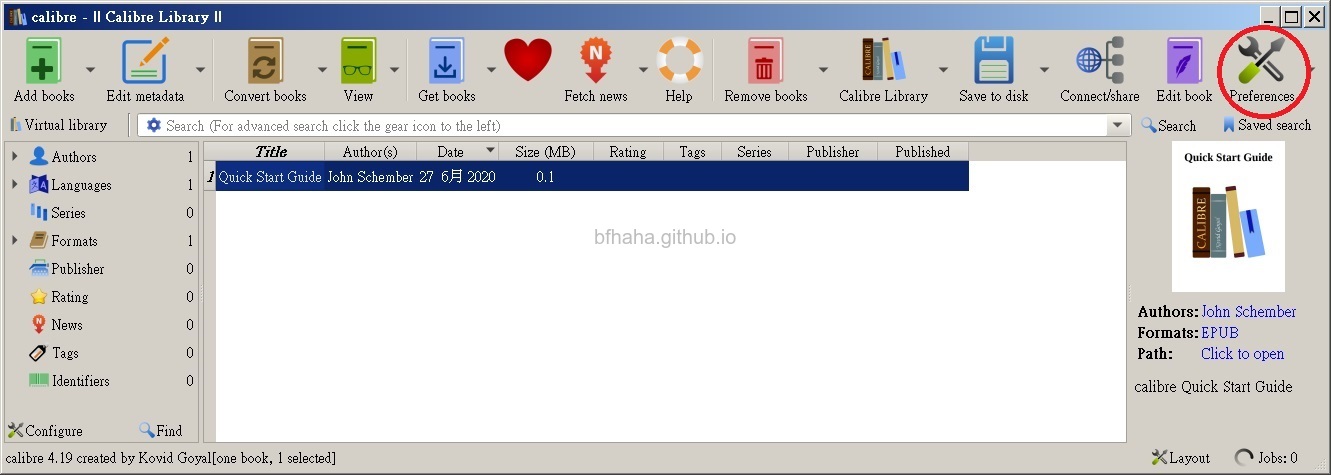 calibre - || Calibre Library ||
Add books Edit metadata Convert books View Get books Fetch news Help Remove books Calibre Library Save to disk Connect/share Edit book Preferences
Virtual library Search (For advanced search click the gear icon to the left) Search Saved search
Authors 1
Languages 1
Series 0
Formats 1
Publisher 0
Rating 0
News 0
Tags 0
Identifiers 0
Configure Find
Title Author(s) Date Size (MB) Rating Tags Series Publisher Published
1 Quick Start Guide John Schember 27 6月 2020 0.1
bfhaha.github.io
Quick Start Guide
CALIBRE
Authors: John Schember
Formats: EPUB
Path: Click to open
calibre Quick Start Guide
calibre 4.19 created by Kovid Goyal[one book, 1 selected] Layout Jobs: 0